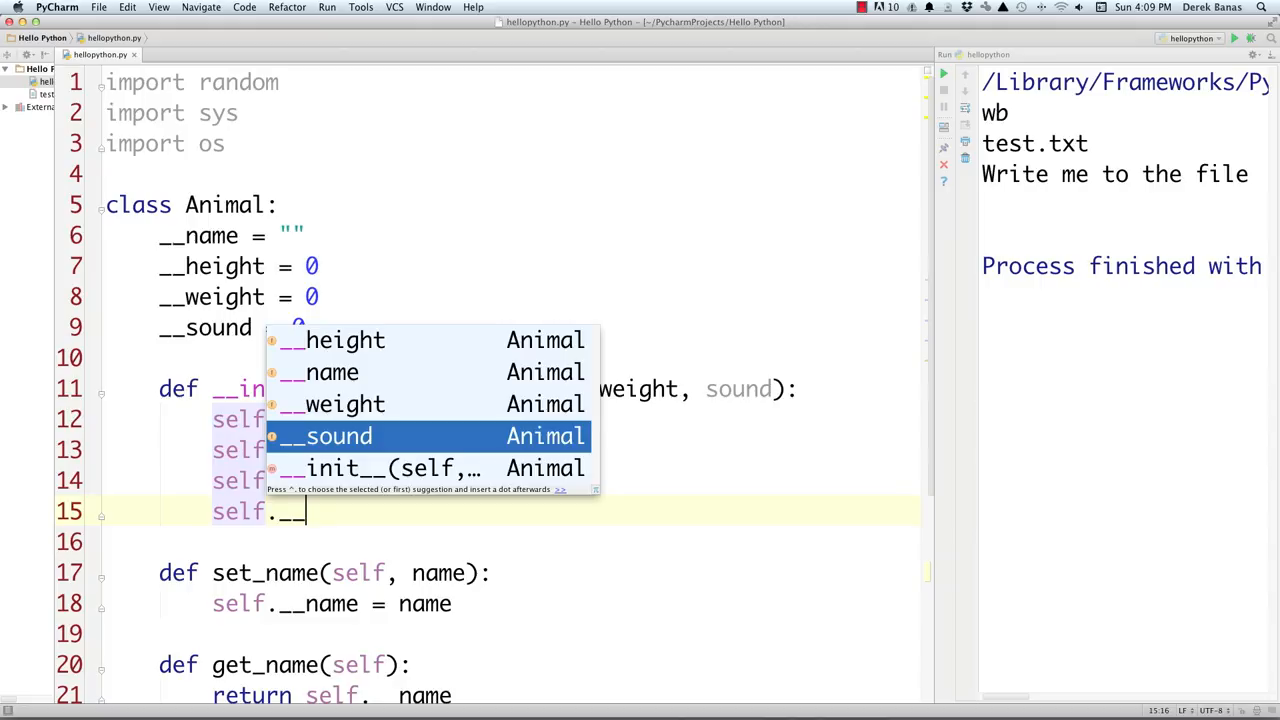 PyCharm File Edit View Navigate Code Refactor Run Tools VCS Window Help 10 Sun 4:09 PM Derek Banas
hellopython.py – Hello Python – [~/PycharmProjects/Hello Python]
Hello Python hellopython.py hellopython
hellopython.py Run hellopython
Hello
hell
test
Externa
1 import random
2 import sys
3 import os
4
5 class Animal:
6 __name = ""
7 __height = 0
8 __weight = 0
9 __sound = 0
10
11 def __in weight, sound):
12 self
13 self
14 self
15 self.__
16
17 def set_name(self, name):
18 self.__name = name
19
20 def get_name(self):
21 return self.__name
__height Animal
__name Animal
__weight Animal
__sound Animal
__init__(self,… Animal
Press ^. to choose the selected (or first) suggestion and insert a dot afterwards >>
/Library/Frameworks/Py
wb
test.txt
Write me to the file
Process finished with
15:16 LF UTF-8